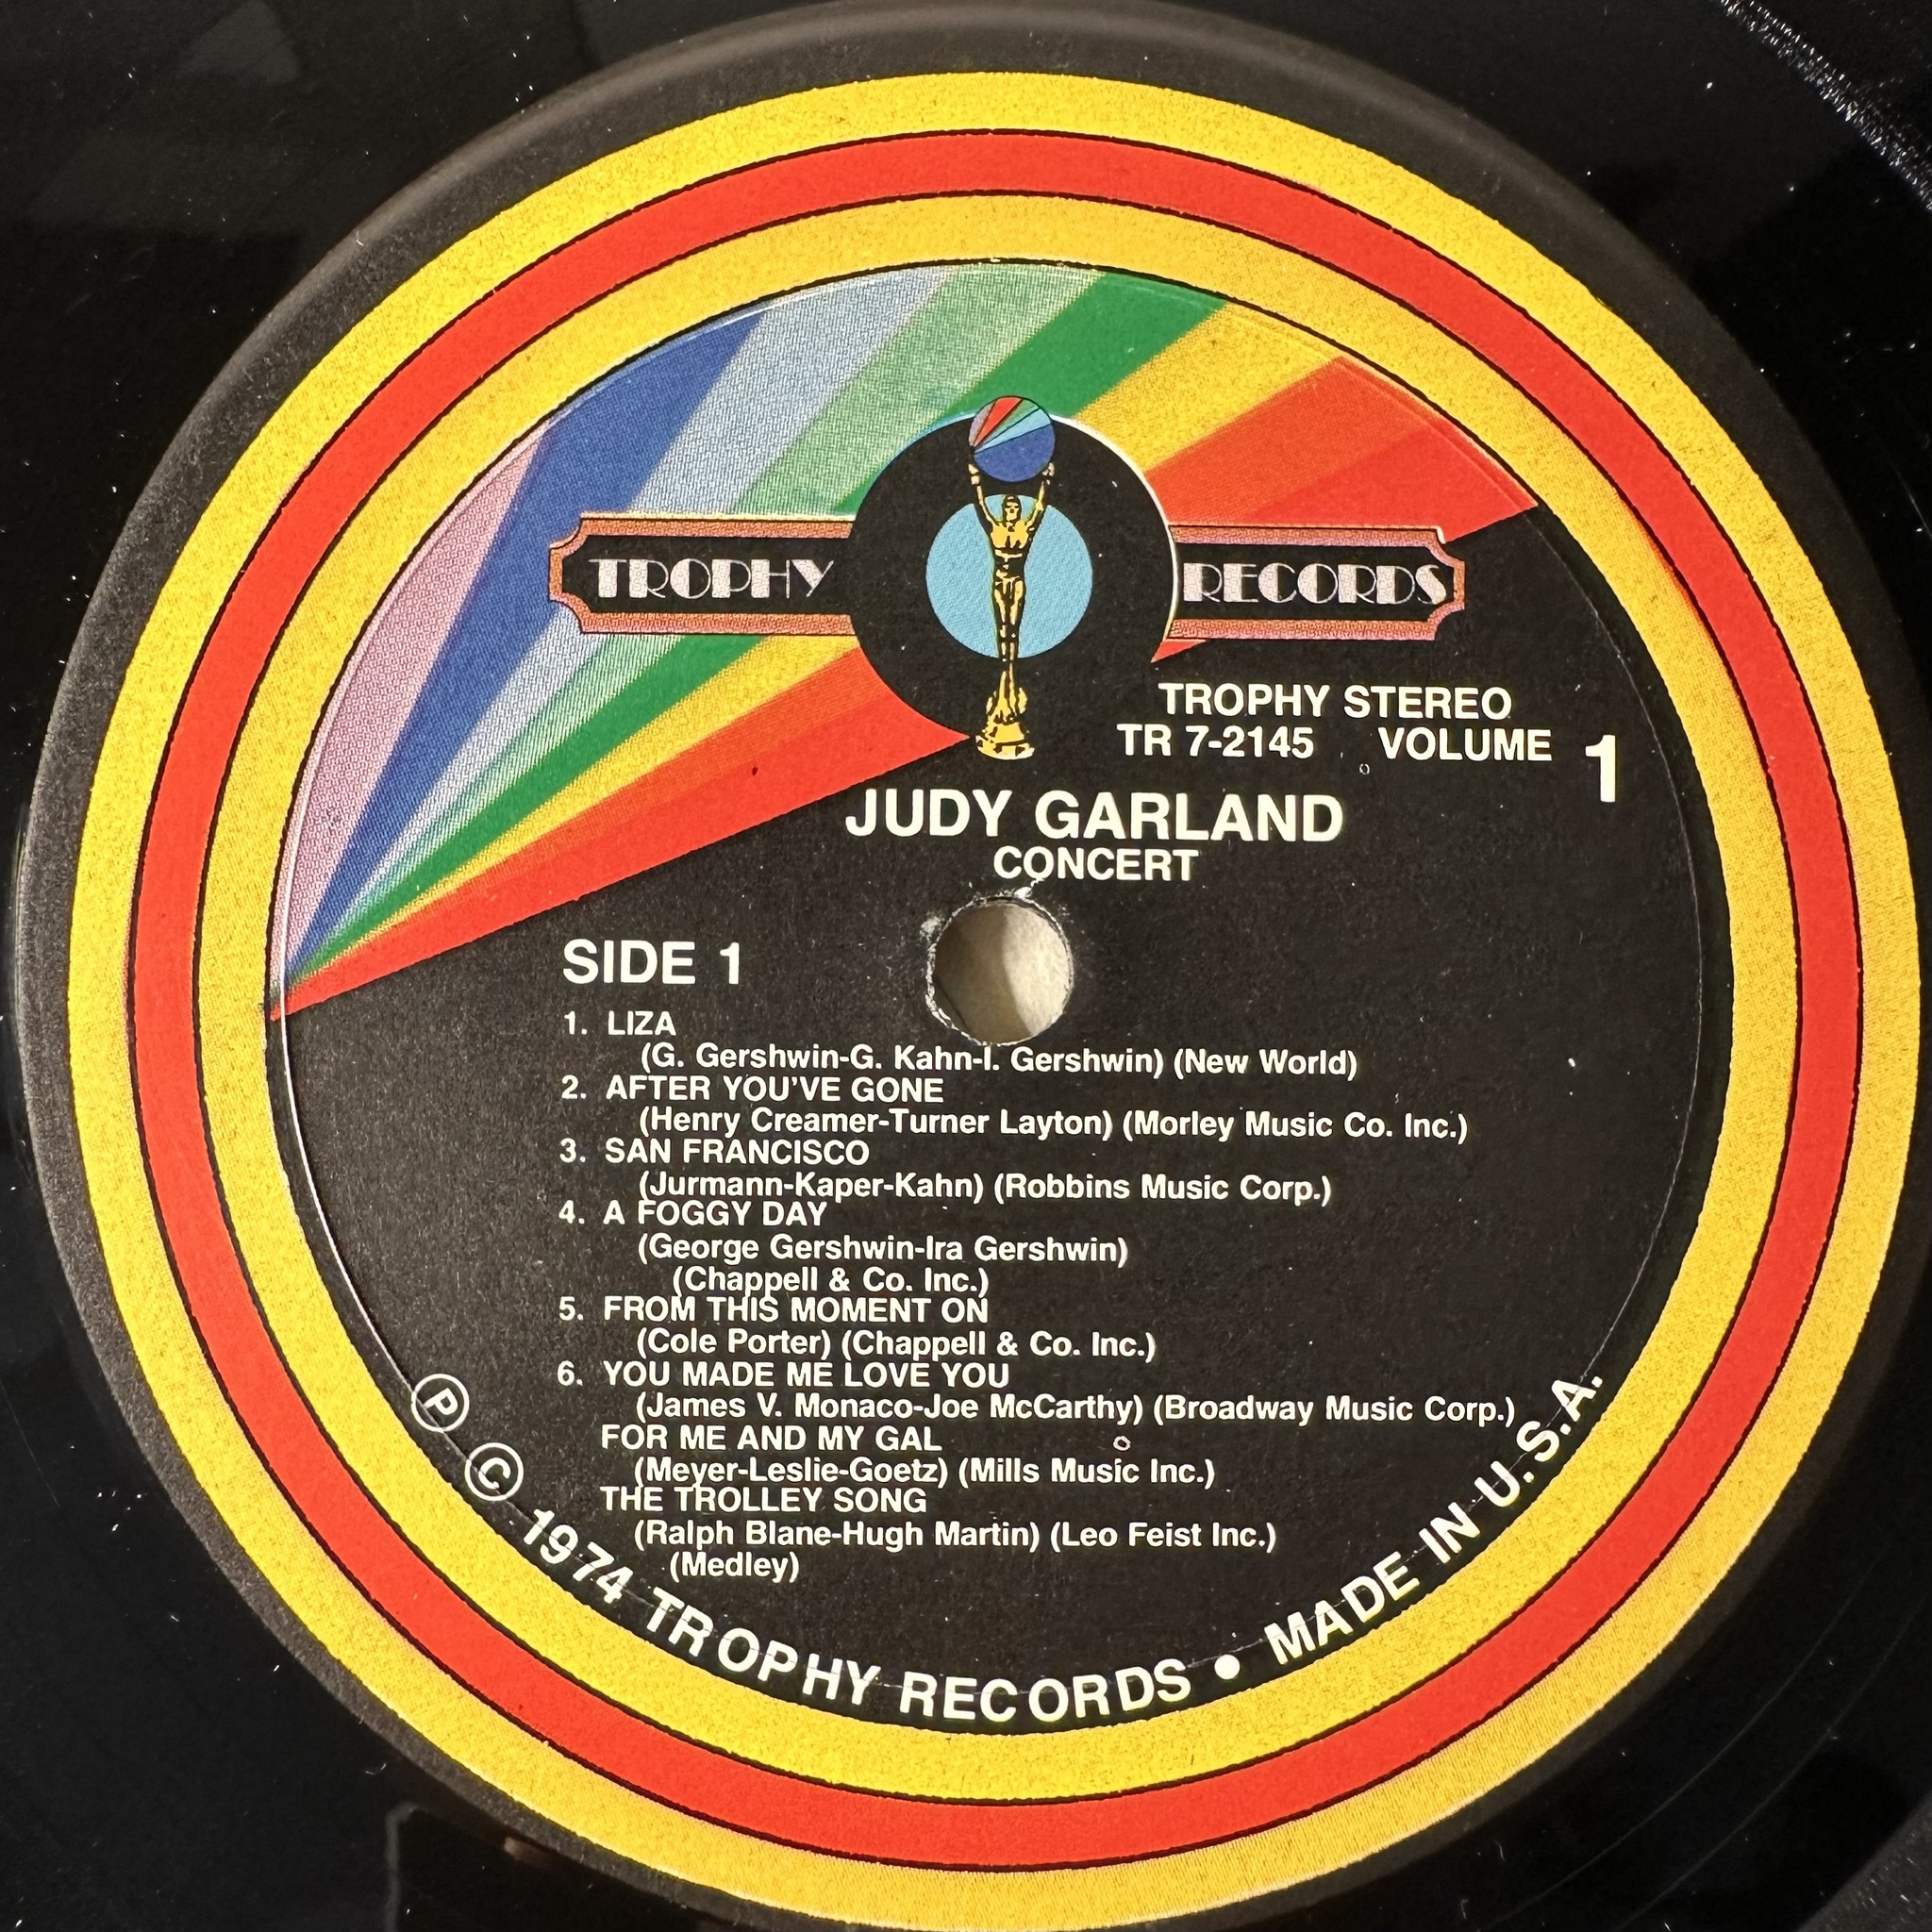 TROPHY RECORDS
TROPHY STEREO
TR 7-2145 VOLUME 1
JUDY GARLAND
CONCERT
SIDE 1
1. LIZA
(G. Gershwin-G. Kahn-I. Gershwin) (New World)
2. AFTER YOU'VE GONE
(Henry Creamer-Turner Layton) (Morley Music Co. Inc.)
3. SAN FRANCISCO
(Jurmann-Kaper-Kahn) (Robbins Music Corp.)
4. A FOGGY DAY
(George Gershwin-Ira Gershwin)
(Chappell & Co. Inc.)
5. FROM THIS MOMENT ON
(Cole Porter) (Chappell & Co. Inc.)
6. YOU MADE ME LOVE YOU
(James V. Monaco-Joe McCarthy) (Broadway Music Corp.)
FOR ME AND MY GAL
(Meyer-Leslie-Goetz) (Mills Music Inc.)
THE TROLLEY SONG
(Ralph Blane-Hugh Martin) (Leo Feist Inc.)
(Medley)
Ⓟ Ⓒ 1974 TROPHY RECORDS • MADE IN U.S.A.